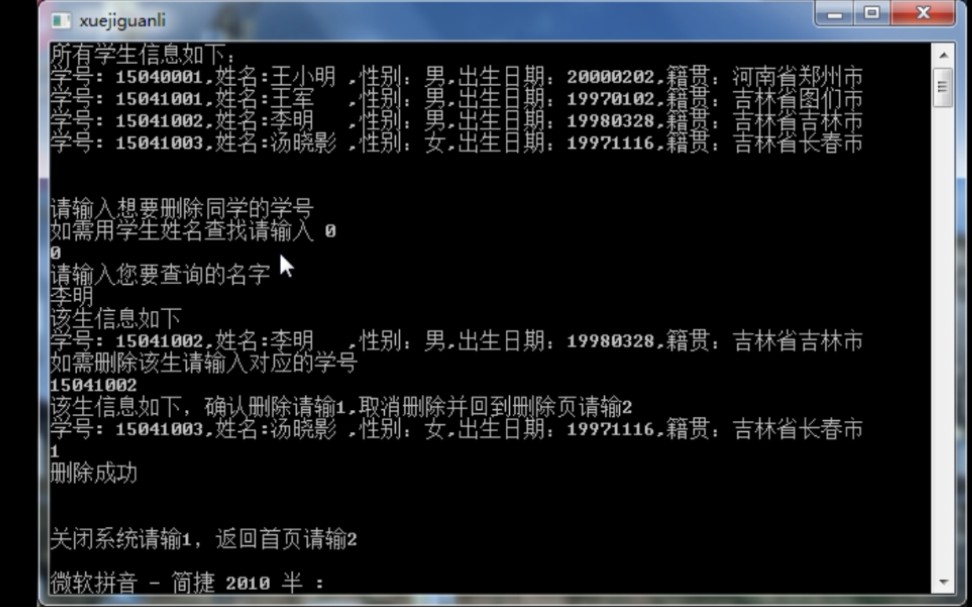 xuejiguanli
所有学生信息如下:
学号: 15040001,姓名:王小明 ,性别: 男,出生日期: 20000202,籍贯: 河南省郑州市
学号: 15041001,姓名:王军 ,性别: 男,出生日期: 19970102,籍贯: 吉林省图们市
学号: 15041002,姓名:李明 ,性别: 男,出生日期: 19980328,籍贯: 吉林省吉林市
学号: 15041003,姓名:汤晓影 ,性别: 女,出生日期: 19971116,籍贯: 吉林省长春市
请输入想要删除同学的学号
如需用学生姓名查找请输入 0
0
请输入您要查询的名字
李明
该生信息如下
学号: 15041002,姓名:李明 ,性别: 男,出生日期: 19980328,籍贯: 吉林省吉林市
如需删除该生请输入对应的学号
15041002
该生信息如下, 确认删除请输1,取消删除并回到删除页请输2
学号: 15041003,姓名:汤晓影 ,性别: 女,出生日期: 19971116,籍贯: 吉林省长春市
1
删除成功
关闭系统请输1, 返回首页请输2
微软拼音 - 简捷 2010 半 :